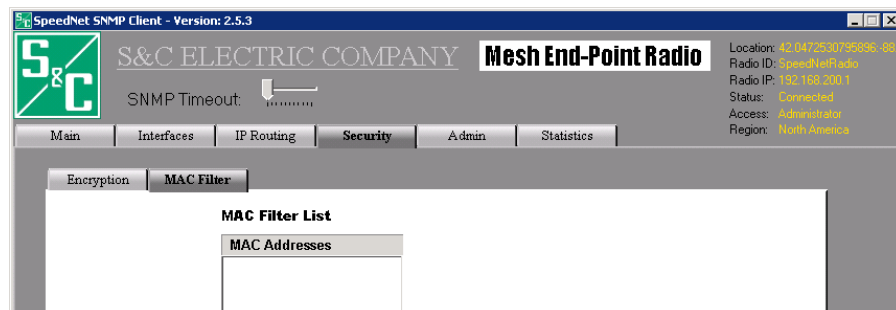 SpeedNet SNMP Client - Version: 2.5.3
S&C
S&C ELECTRIC COMPANY
Mesh End-Point Radio
SNMP Timeout:
Location: 42.0472530795896:-88
Radio ID: SpeedNetRadio
Radio IP: 192.168.200.1
Status: Connected
Access: Administrator
Region: North America
Main Interfaces IP Routing Security Admin Statistics
Encryption MAC Filter
MAC Filter List
MAC Addresses